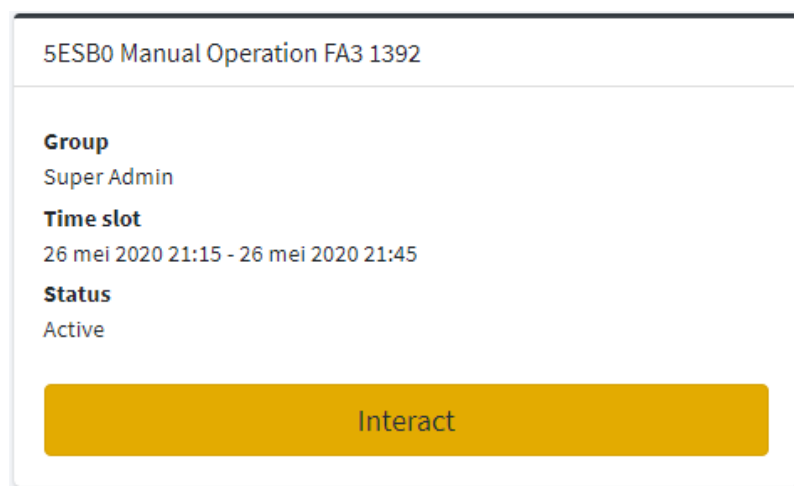 5ESB0 Manual Operation FA3 1392
Group
Super Admin
Time slot
26 mei 2020 21:15 - 26 mei 2020 21:45
Status
Active
Interact